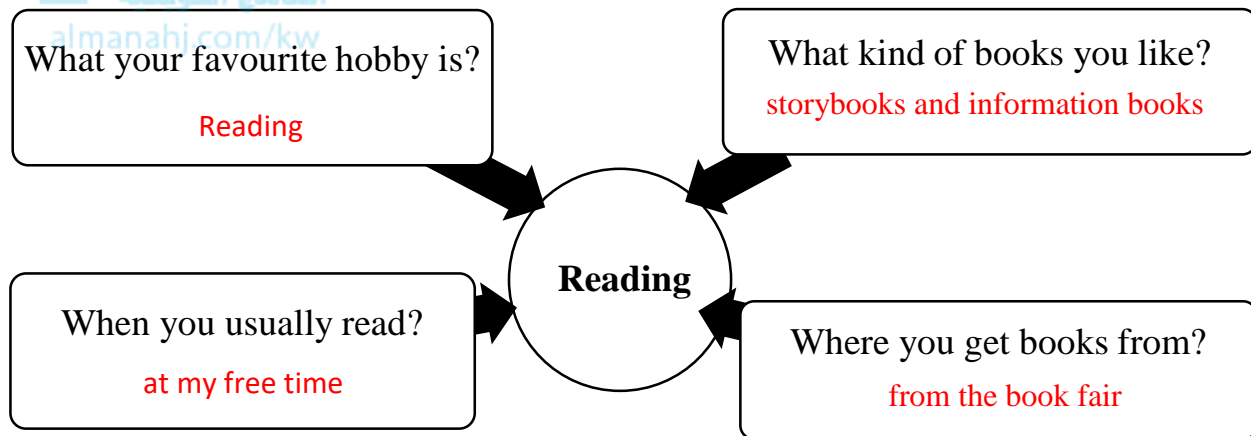 almanahj.com/kw
What your favourite hobby is?
Reading
What kind of books you like?
storybooks and information books
Reading
When you usually read?
at my free time
Where you get books from?
from the book fair